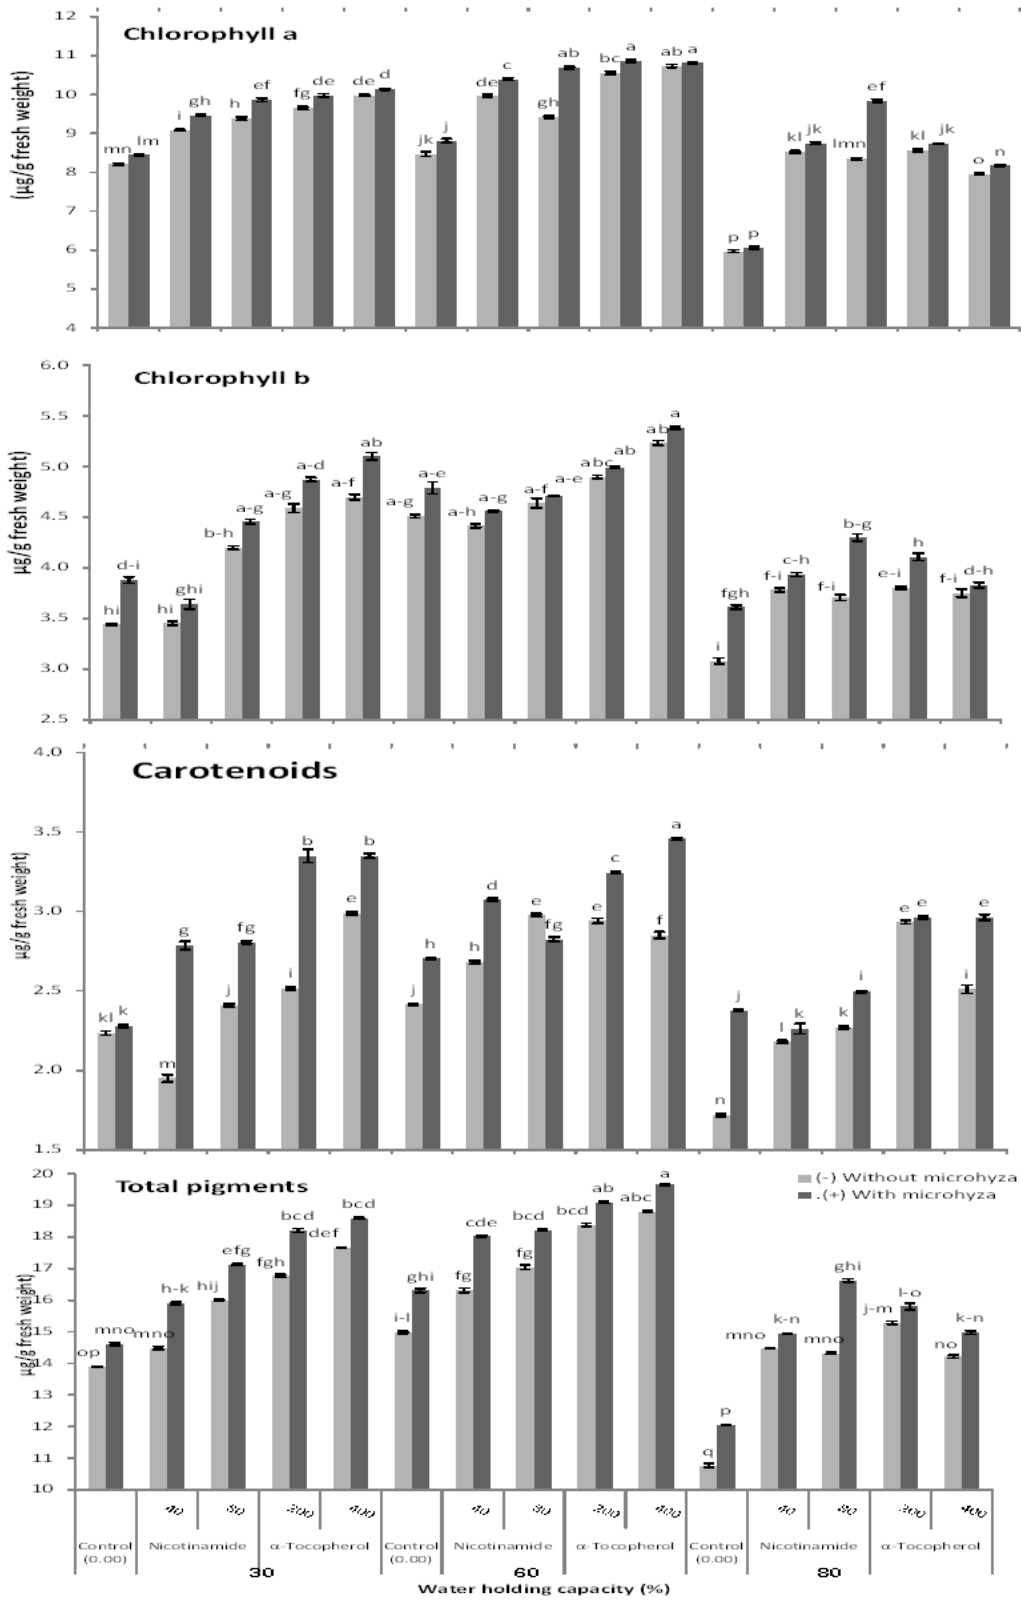 Chlorophyll a
(µg/g fresh weight)
12
11
10
9
8
7
6
5
4
mn lm i gh h ef fg de de d jk j de c gh ab bc a ab a p p kl jk lmn ef kl jk o n
Chlorophyll b
µg/g fresh weight)
6.0
5.5
5.0
4.5
4.0
3.5
3.0
2.5
hi d-i hi ghi b-h a-g a-g a-d a-f ab a-g a-e a-h a-g a-f a-e abc ab ab a i fgh f-i c-h f-i b-g e-i h f-i d-h
Carotenoids
µg/g fresh weight)
4.0
3.5
3.0
2.5
2.0
1.5
kl k m g j fg i b e b j h h d e fg e c f a n j l k k i e e i e
Total pigments
(-) Without microhyza
.(+) With microhyza
µg/g fresh weight)
20
19
18
17
16
15
14
13
12
11
10
op mno mno h-k hij efg fgh bcd def bcd i-l ghi fg cde fg bcd bcd ab abc a q p mno k-n mno ghi j-m l-o no k-n
40 80 200 400 40 80 200 400 40 80 200 400
Control Nicotinamide α-Tocopherol Control Nicotinamide α-Tocopherol Control Nicotinamide α-Tocopherol
(0.00) (0.00) (0.00)
30 60 80
Water holding capacity (%)